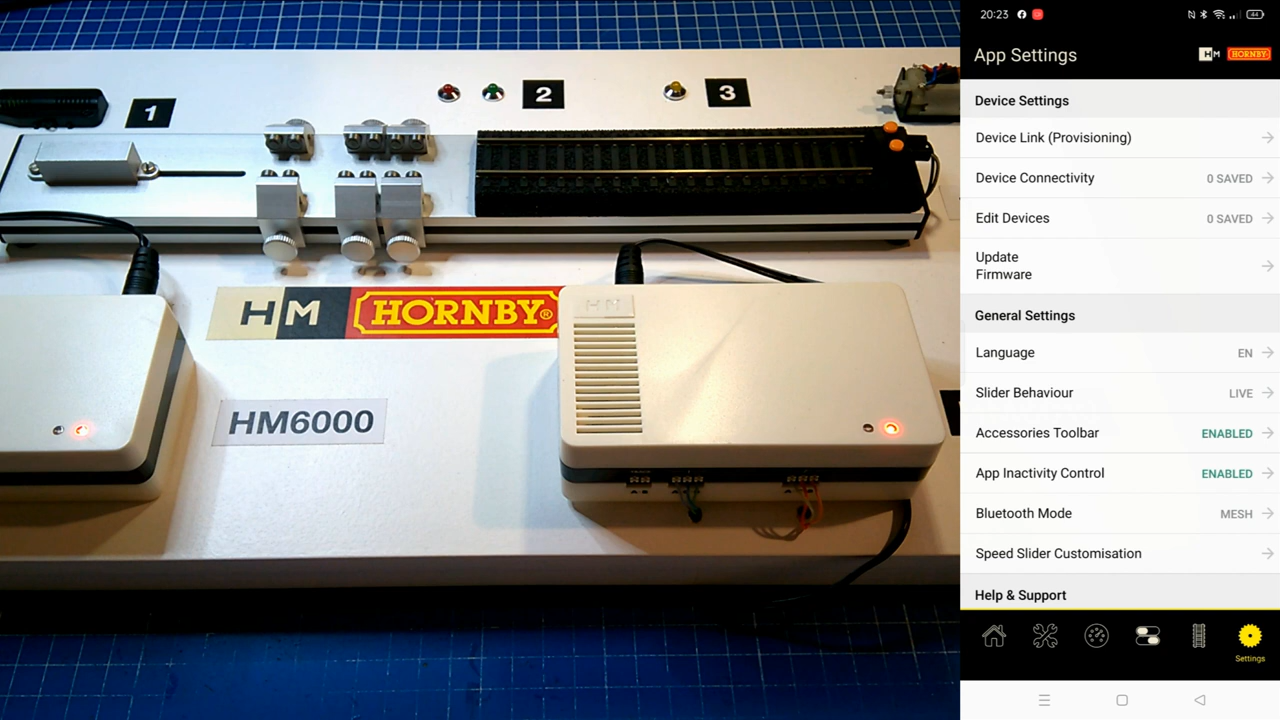 1
2
3
HM
HORNBY®
HM
HM6000
20:23
44
App Settings
HM HORNBY
Device Settings
Device Link (Provisioning)
Device Connectivity 0 SAVED
Edit Devices 0 SAVED
Update
Firmware
General Settings
Language EN
Slider Behaviour LIVE
Accessories Toolbar ENABLED
App Inactivity Control ENABLED
Bluetooth Mode MESH
Speed Slider Customisation
Help & Support
Settings